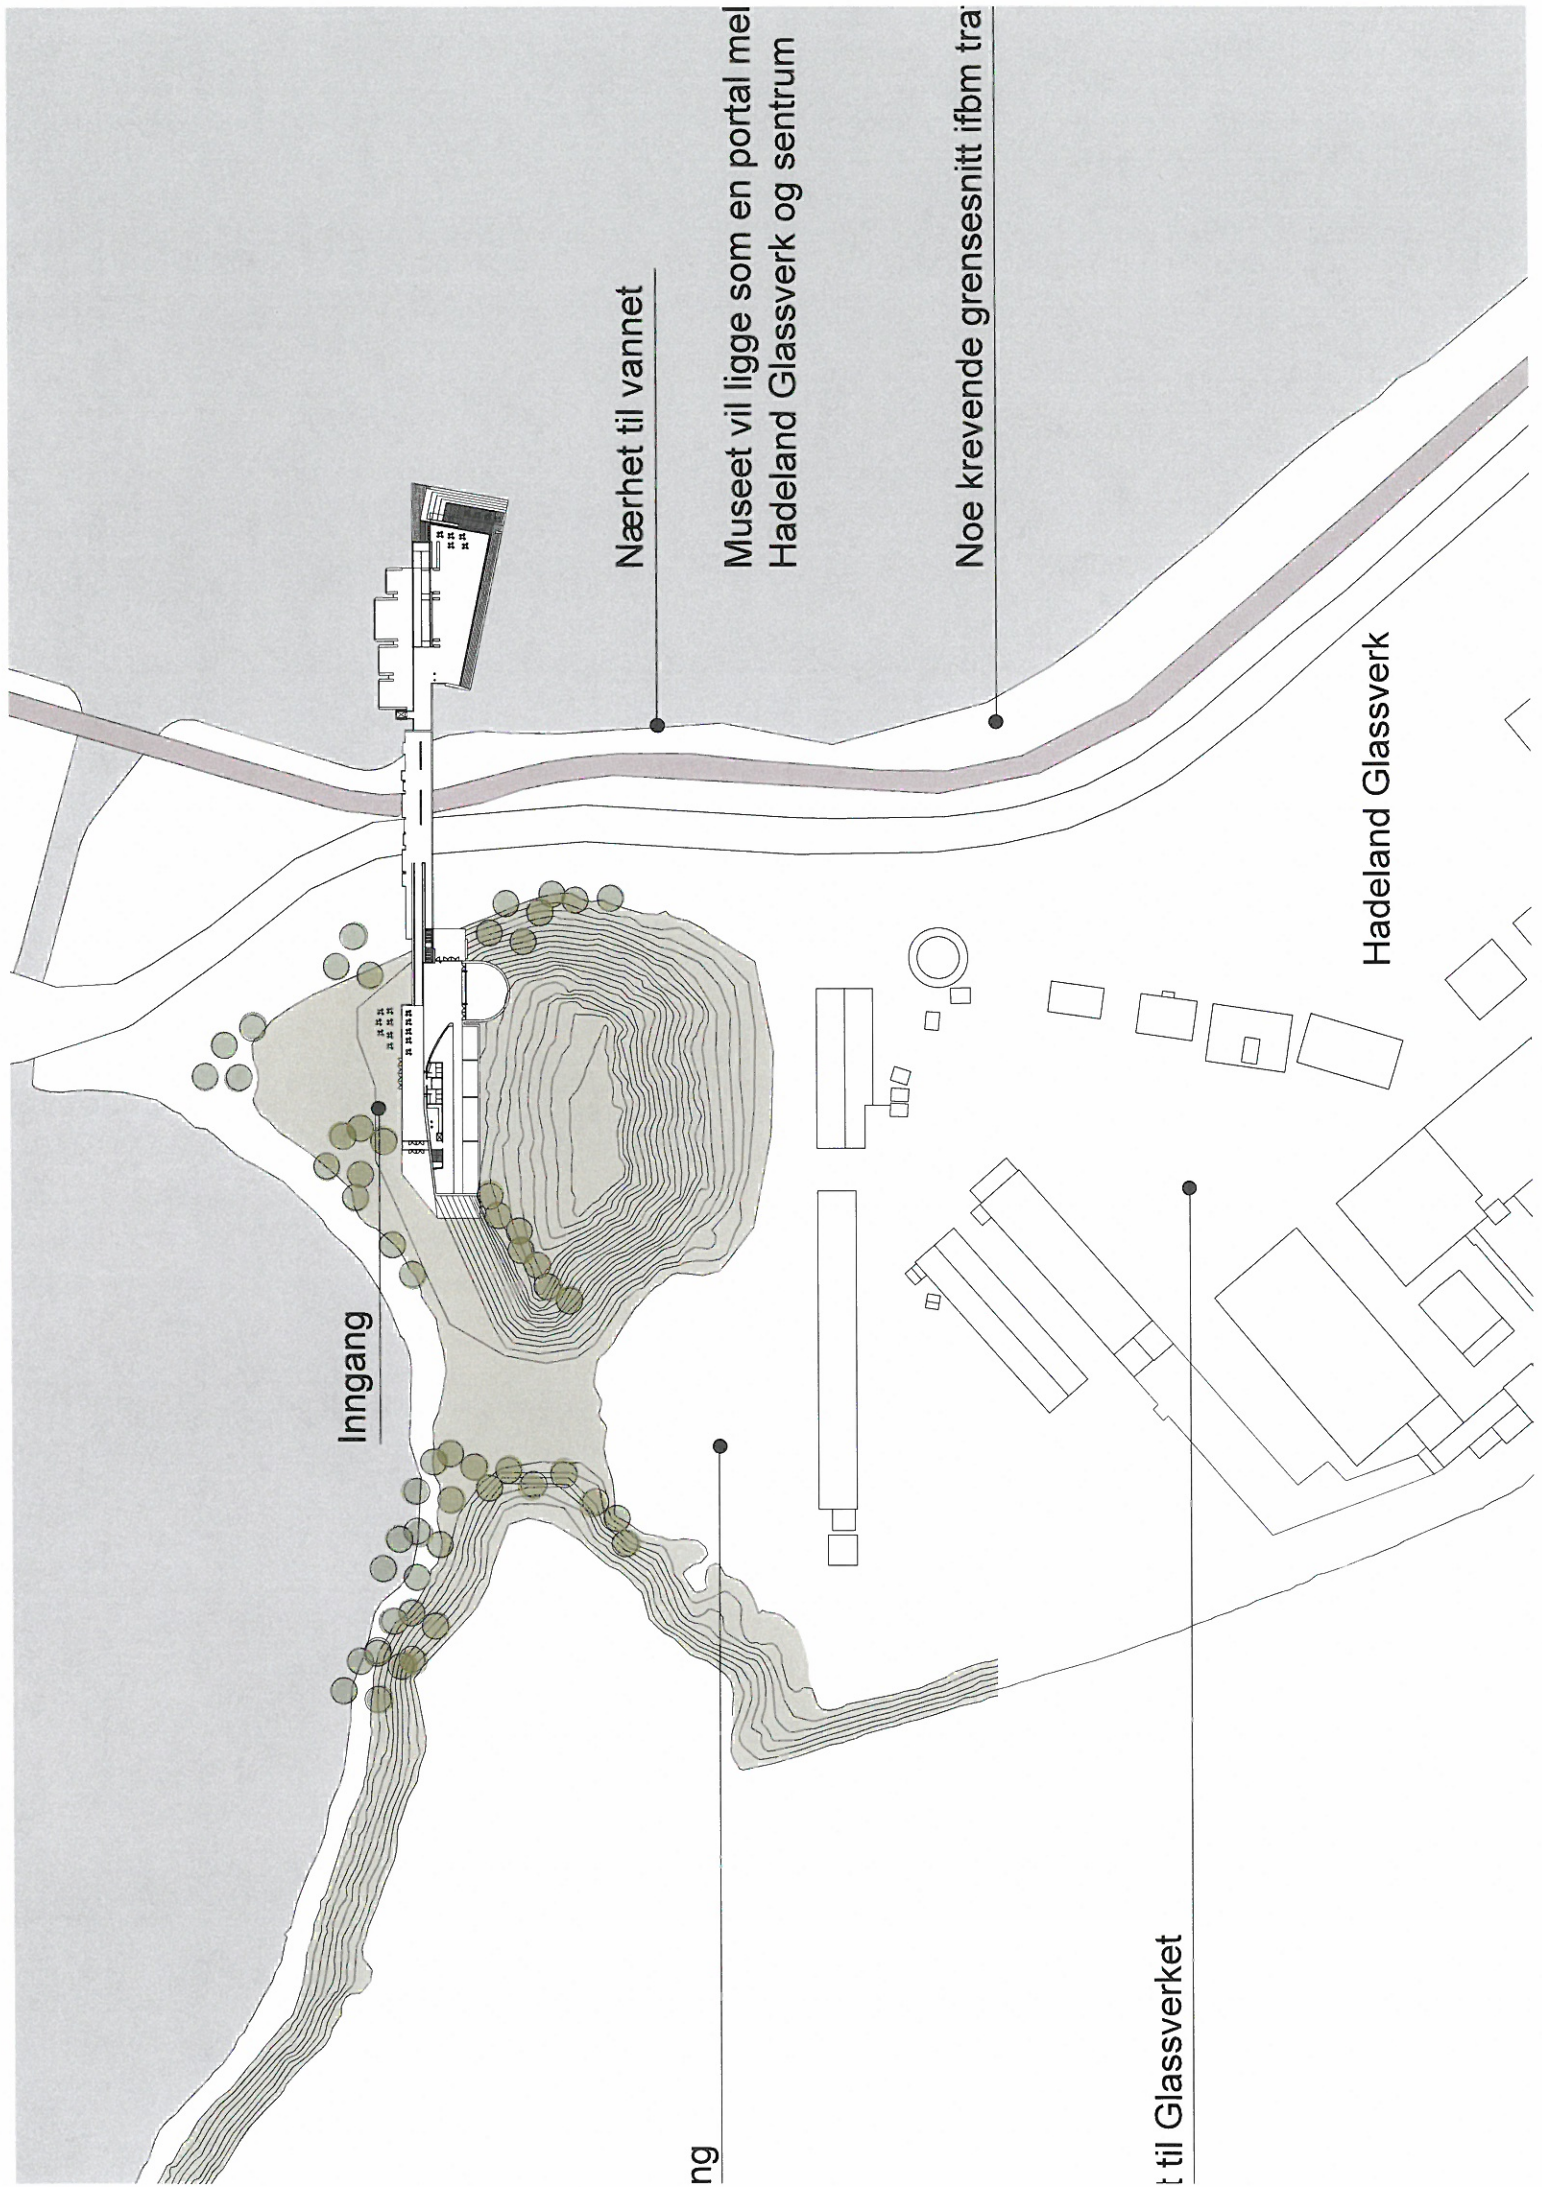 Inngang
Nærhet til vannet
Museet vil ligge som en portal mel
Hadeland Glassverk og sentrum
Noe krevende grensesnitt ifbm tra
Hadeland Glassverk
ng
t til Glassverket